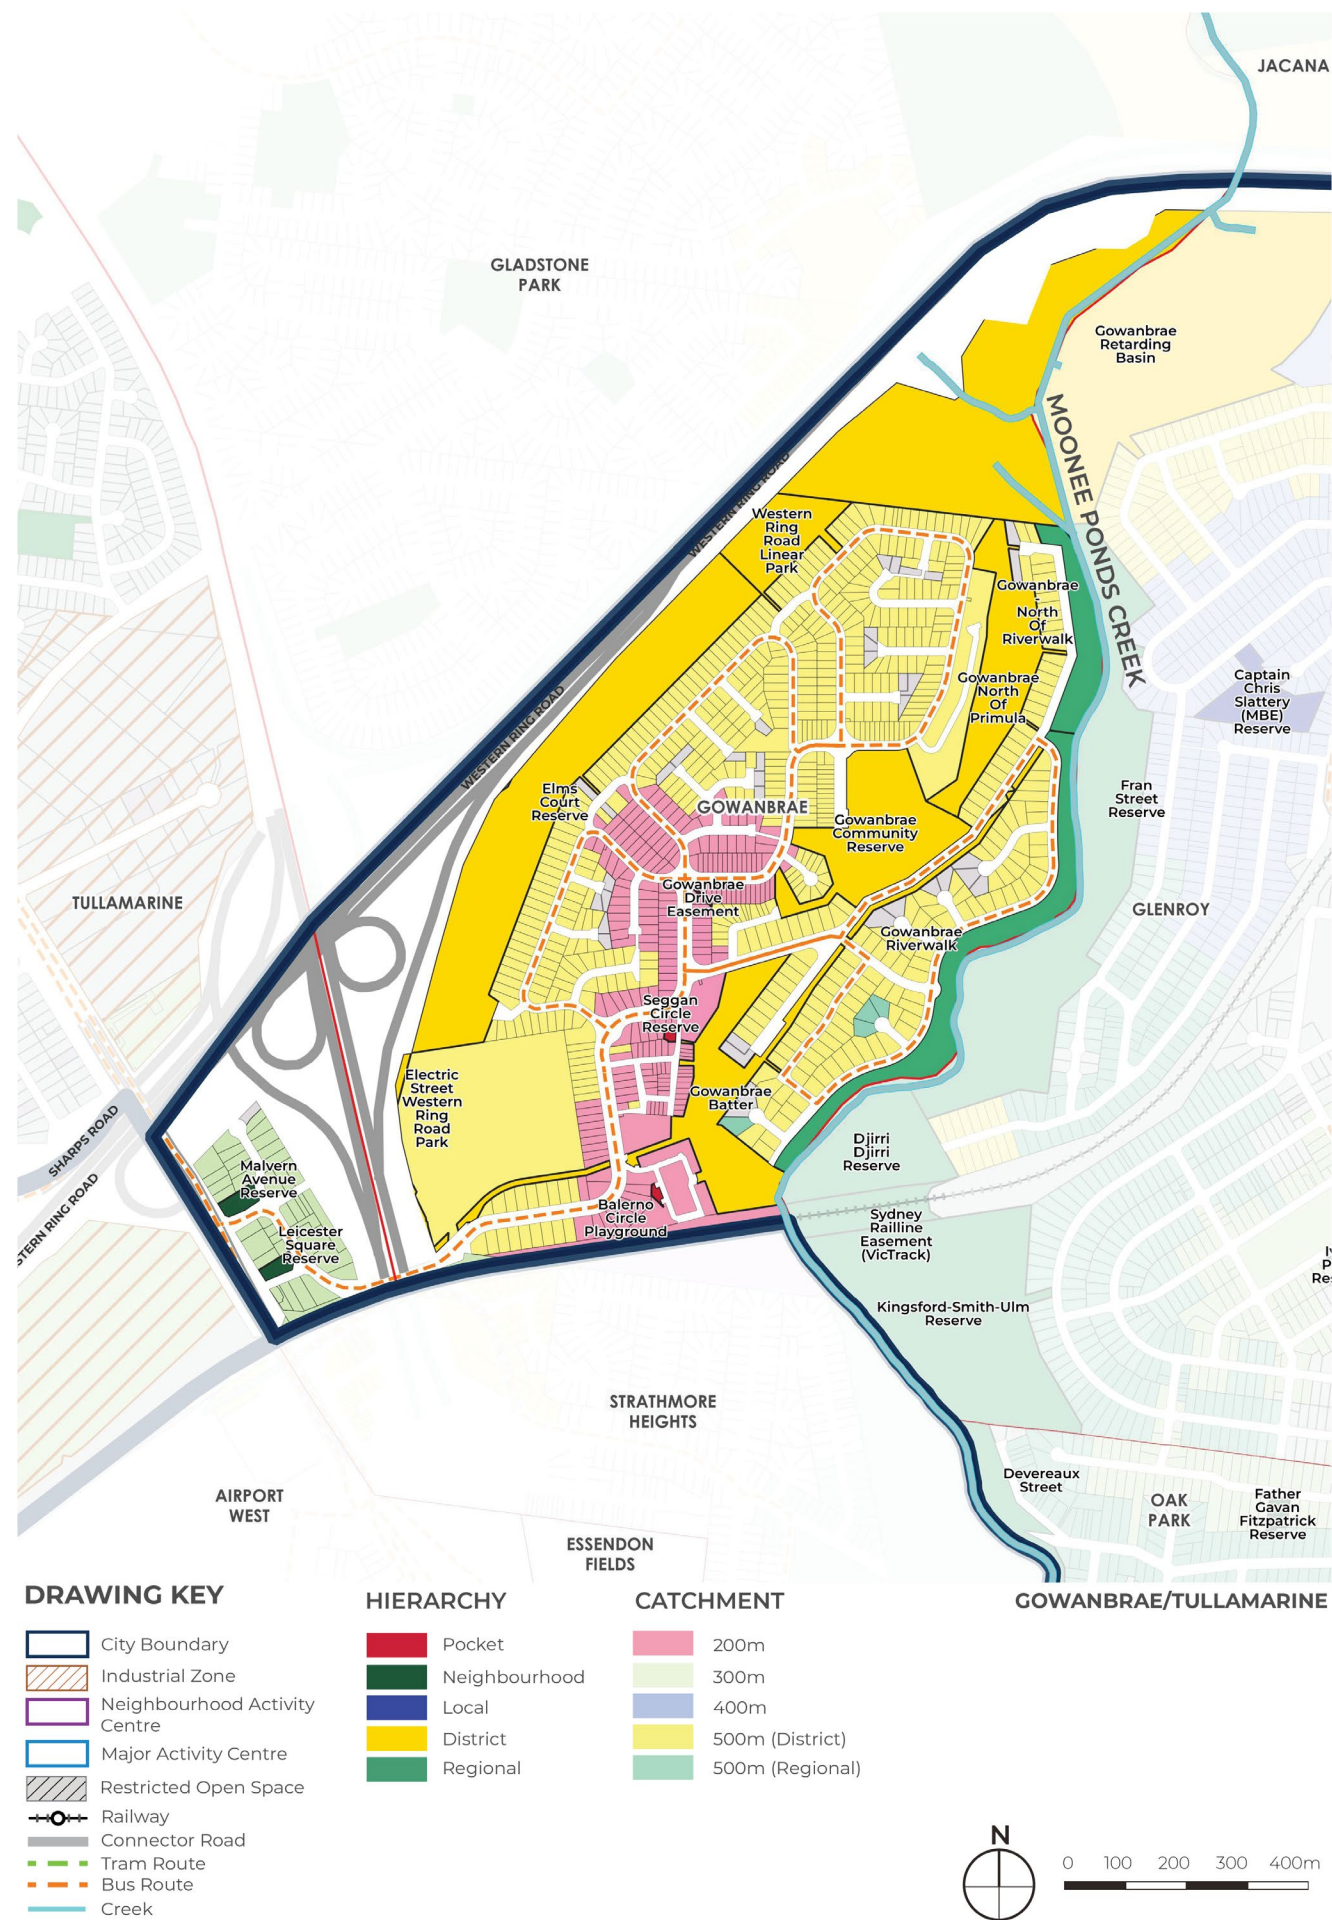 JACANA
GLADSTONE
PARK
Gowanbrae
Retarding
Basin
MOONEE PONDS CREEK
WESTERN RING ROAD
Western
Ring
Road
Linear
Park
Gowanbrae
-
North
Of
Riverwalk
Gowanbrae
North
Of
Primula
Captain
Chris
Slattery
(MBE)
Reserve
WESTERN RING ROAD
Elms
Court
Reserve
GOWANBRAE
Fran
Street
Reserve
Gowanbrae
Community
Reserve
TULLAMARINE
Gowanbrae
Drive
Easement
GLENROY
Gowanbrae
Riverwalk
Seggan
Circle
Reserve
Electric
Street
Western
Ring
Road
Park
Gowanbrae
Batter
SHARPS ROAD
Djirri
Djirri
Reserve
Malvern
Avenue
Reserve
STERN RING ROAD
Balerno
Circle
Playground
Leicester
Square
Reserve
Sydney
Railline
Easement
(VicTrack)
P
Re
Kingsford-Smith-Ulm
Reserve
STRATHMORE
HEIGHTS
Devereaux
Street
AIRPORT
WEST
OAK
PARK
Father
Gavan
Fitzpatrick
Reserve
ESSENDON
FIELDS
DRAWING KEY
City Boundary
Industrial Zone
Neighbourhood Activity
Centre
Major Activity Centre
Restricted Open Space
Railway
Connector Road
Tram Route
Bus Route
Creek
HIERARCHY
Pocket
Neighbourhood
Local
District
Regional
CATCHMENT
200m
300m
400m
500m (District)
500m (Regional)
GOWANBRAE/TULLAMARINE
N
0 100 200 300 400m